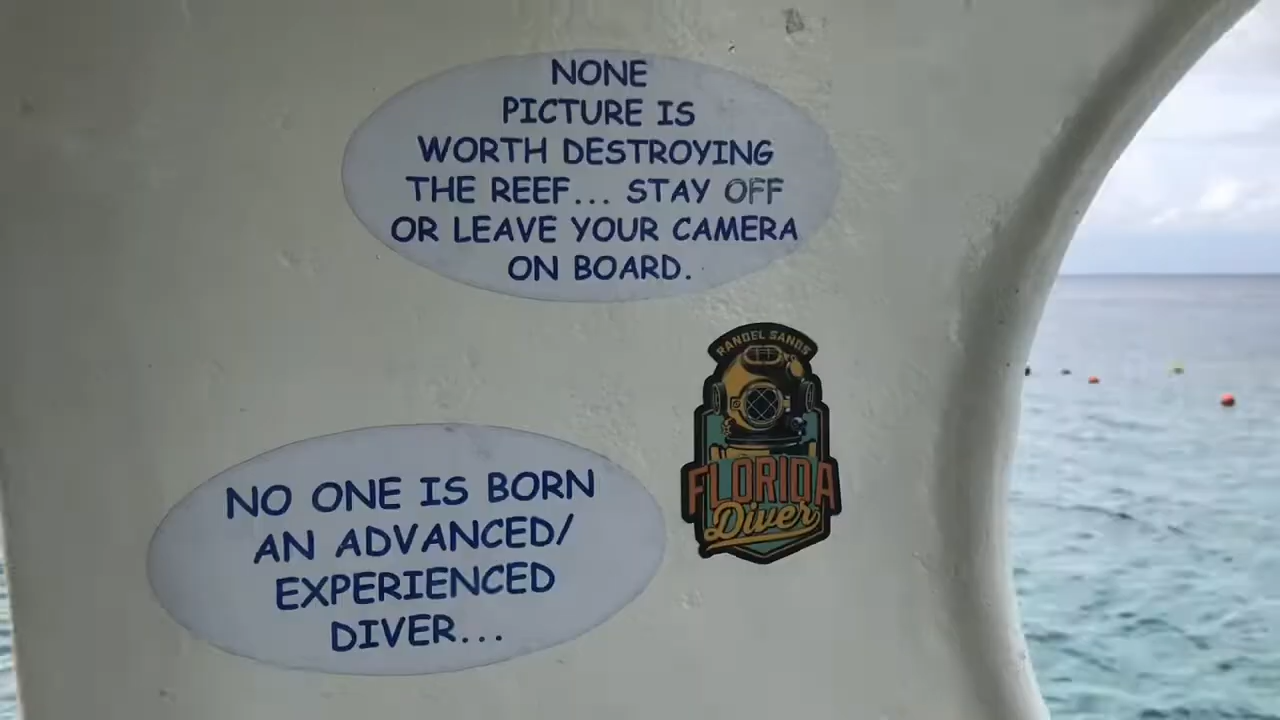 NONE
PICTURE IS
WORTH DESTROYING
THE REEF... STAY OFF
OR LEAVE YOUR CAMERA
ON BOARD.
RANDEL SANDS
FLORIDA
Diver
NO ONE IS BORN
AN ADVANCED/
EXPERIENCED
DIVER...